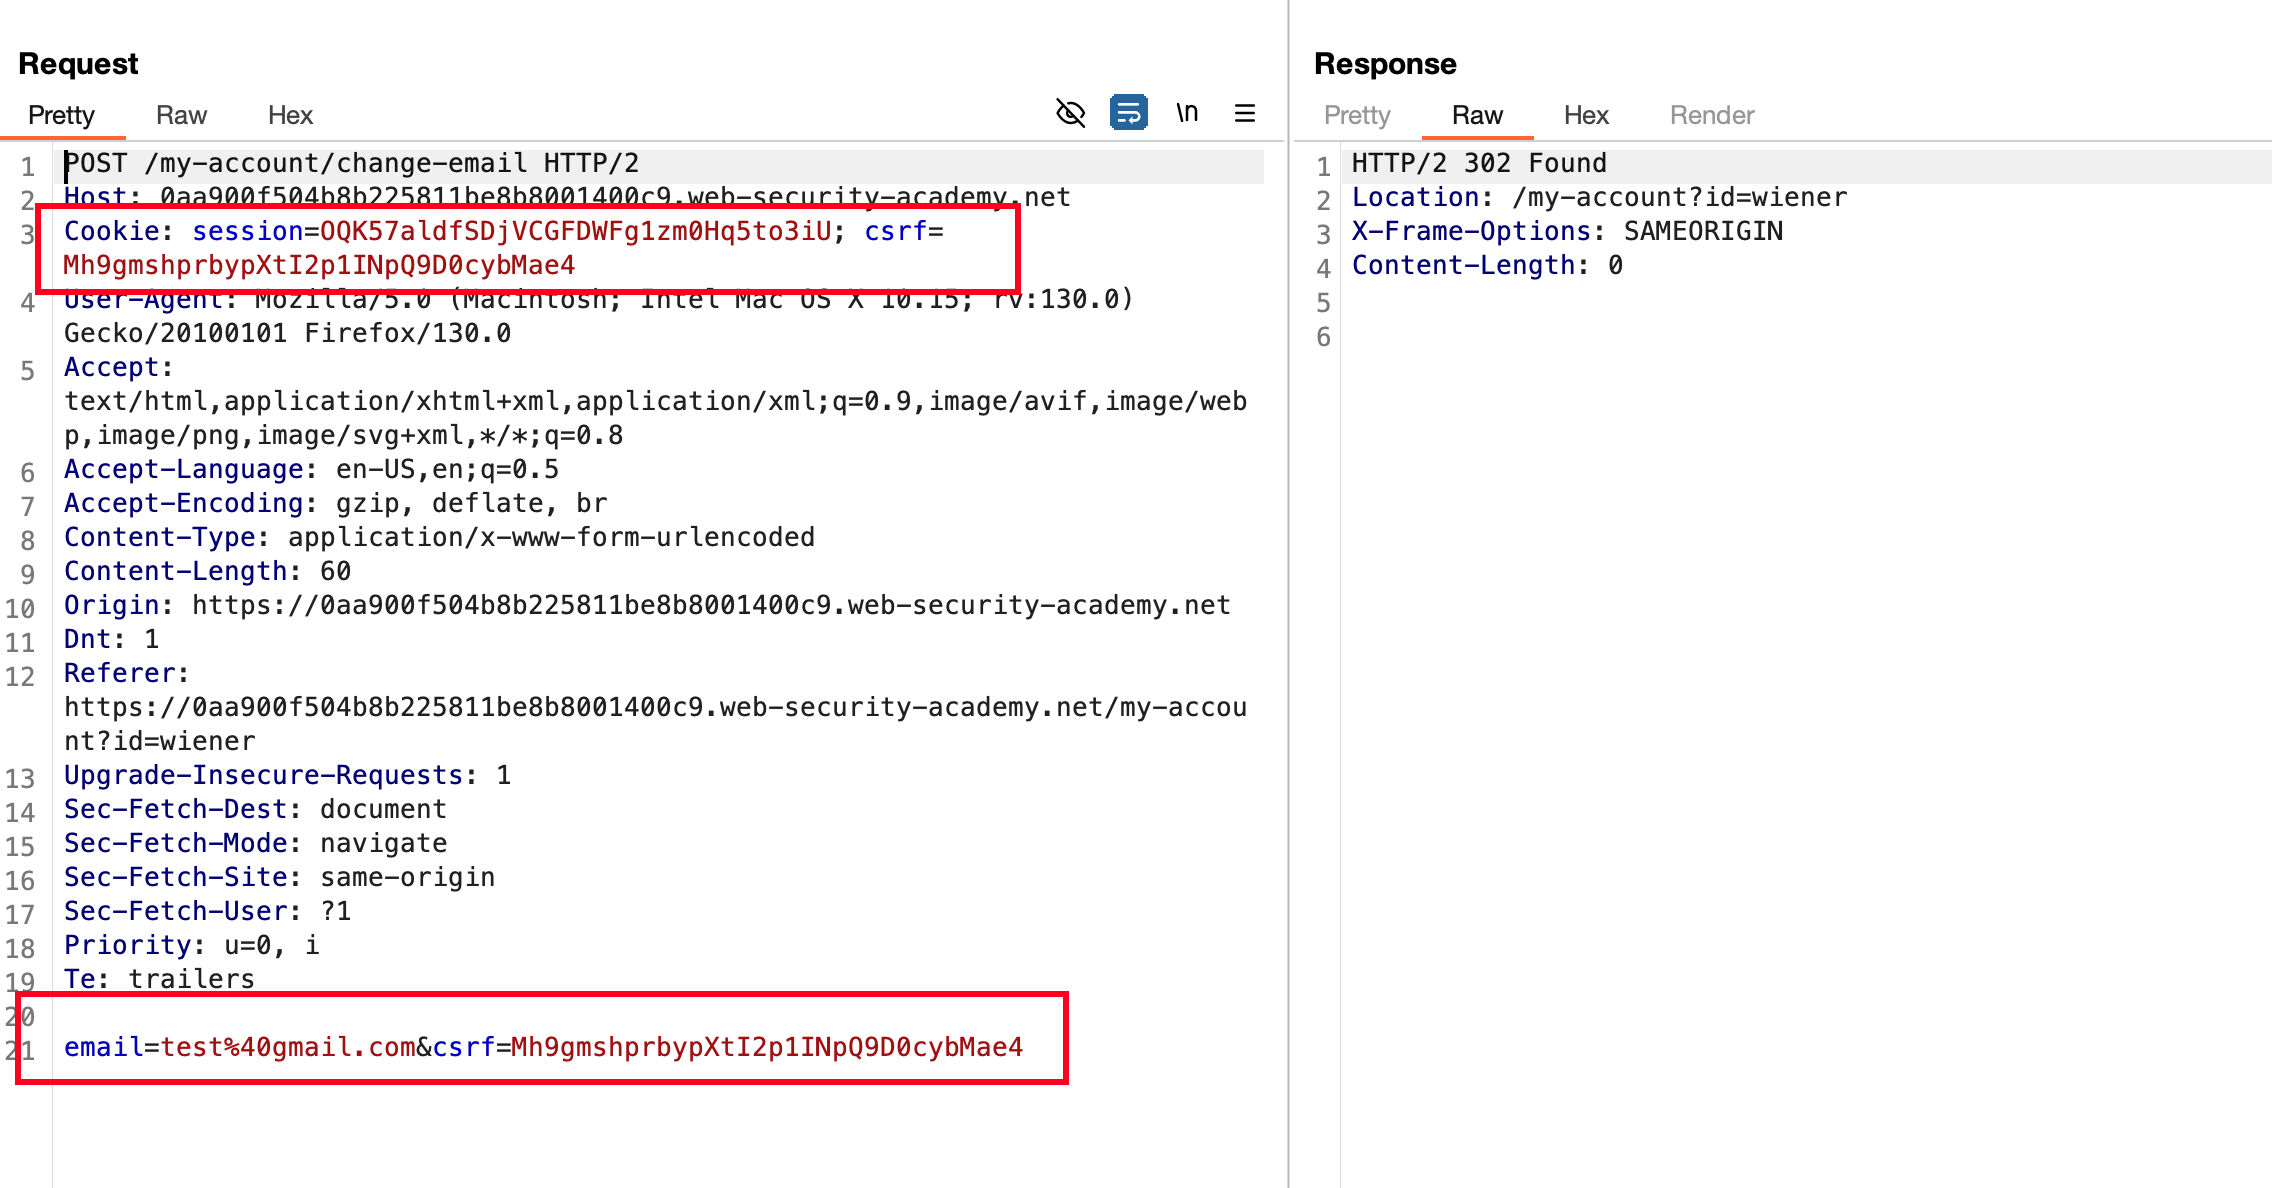 Request
Pretty Raw Hex \n
1 POST /my-account/change-email HTTP/2
2 Host: 0aa900f504b8b225811be8b8001400c9.web-security-academy.net
3 Cookie: session=OQK57aldfSDjVCGFDWFg1zm0Hq5to3iU; csrf=
Mh9gmshprbypXtI2p1INpQ9D0cybMae4
4 User-Agent: Mozilla/5.0 (Macintosh; Intel Mac OS X 10.15; rv:130.0)
Gecko/20100101 Firefox/130.0
5 Accept:
text/html,application/xhtml+xml,application/xml;q=0.9,image/avif,image/web
p,image/png,image/svg+xml,*/*;q=0.8
6 Accept-Language: en-US,en;q=0.5
7 Accept-Encoding: gzip, deflate, br
8 Content-Type: application/x-www-form-urlencoded
9 Content-Length: 60
10 Origin: https://0aa900f504b8b225811be8b8001400c9.web-security-academy.net
11 Dnt: 1
12 Referer:
https://0aa900f504b8b225811be8b8001400c9.web-security-academy.net/my-accou
nt?id=wiener
13 Upgrade-Insecure-Requests: 1
14 Sec-Fetch-Dest: document
15 Sec-Fetch-Mode: navigate
16 Sec-Fetch-Site: same-origin
17 Sec-Fetch-User: ?1
18 Priority: u=0, i
19 Te: trailers
20
21 email=test%40gmail.com&csrf=Mh9gmshprbypXtI2p1INpQ9D0cybMae4
Response
Pretty Raw Hex Render
1 HTTP/2 302 Found
2 Location: /my-account?id=wiener
3 X-Frame-Options: SAMEORIGIN
4 Content-Length: 0
5
6